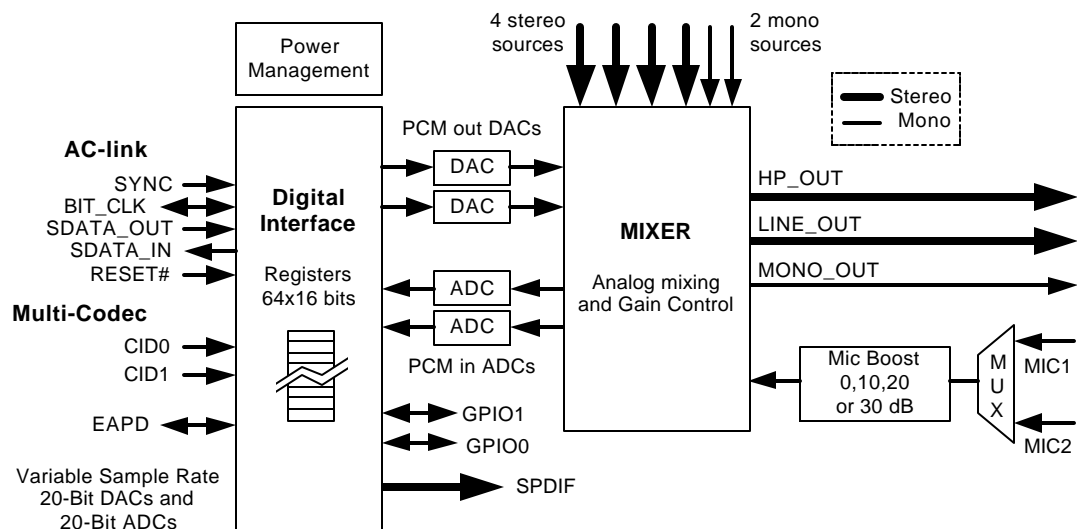 Power
Management
4 stereo
sources
2 mono
sources
Stereo
Mono
AC-link
SYNC
BIT_CLK
SDATA_OUT
SDATA_IN
RESET#
Multi-Codec
CID0
CID1
EAPD
Variable Sample Rate
20-Bit DACs and
20-Bit ADCs
Digital
Interface
Registers
64x16 bits
PCM out DACs
DAC
DAC
ADC
ADC
PCM in ADCs
GPIO1
GPIO0
SPDIF
MIXER
Analog mixing
and Gain Control
HP_OUT
LINE_OUT
MONO_OUT
Mic Boost
0,10,20
or 30 dB
M
U
X
MIC1
MIC2